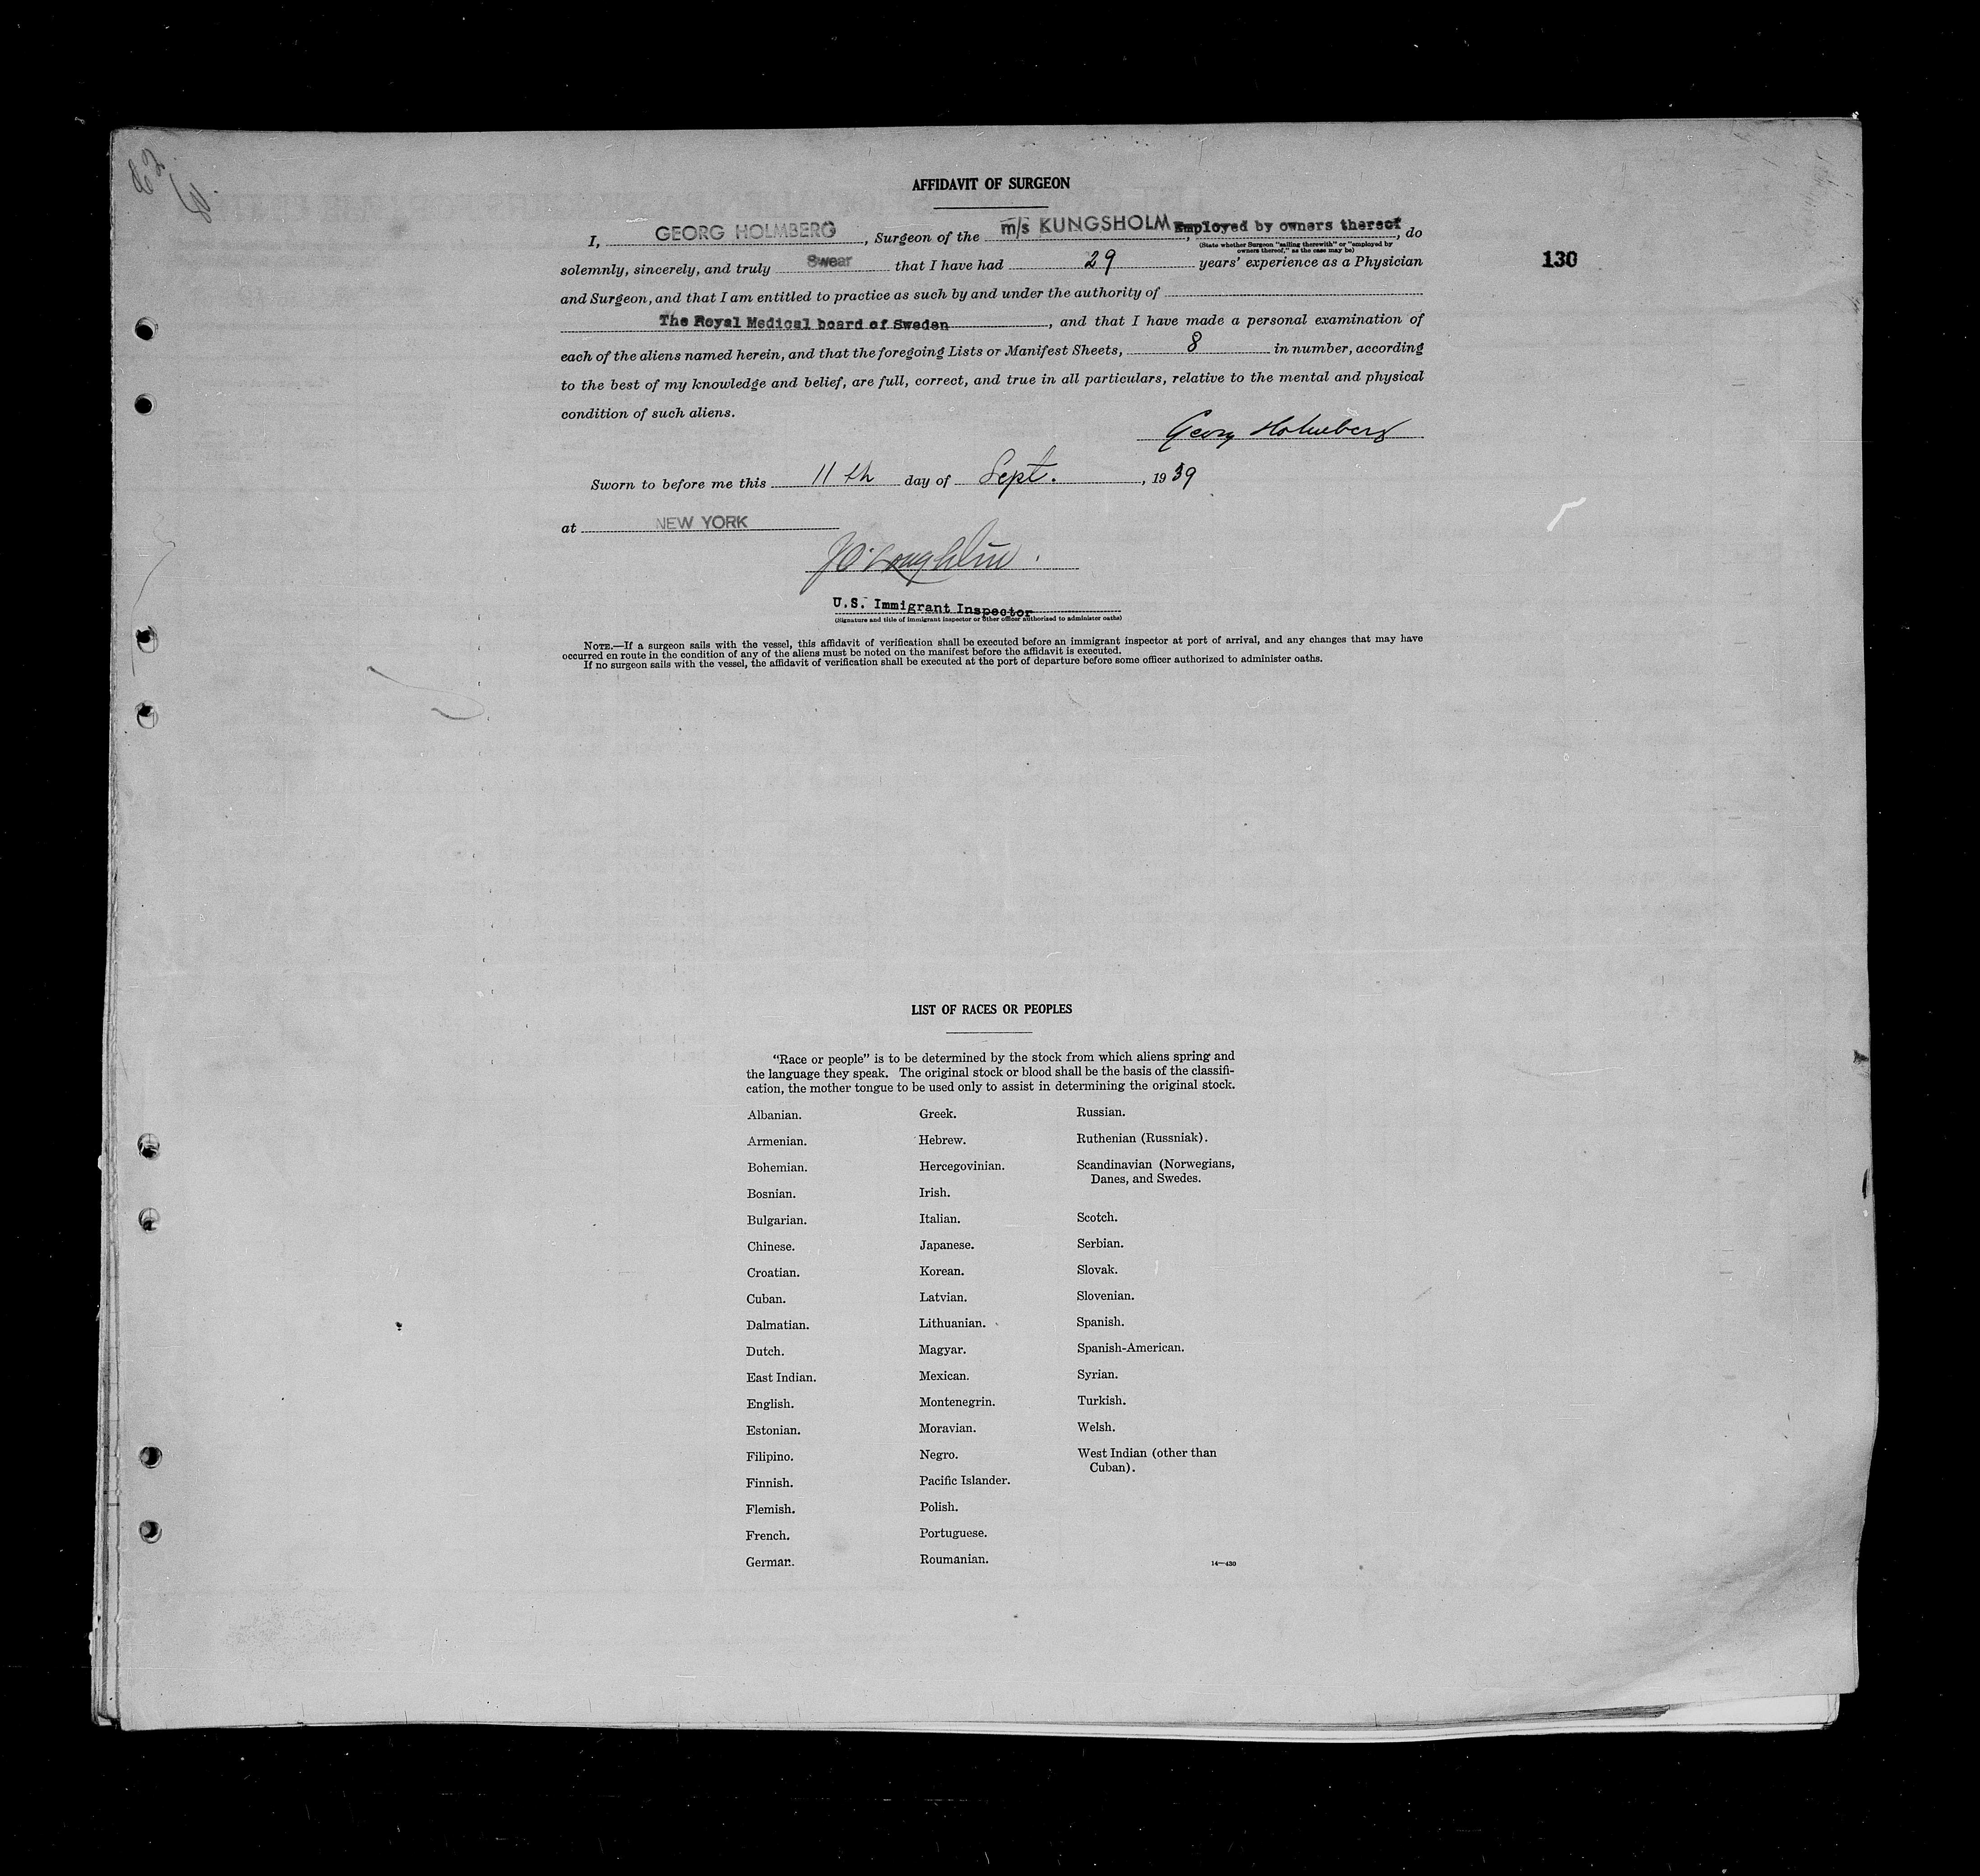 AFFIDAVIT OF SURGEON
I, GEORG HOLMBERG, Surgeon of the m/s KUNGSHOLM, Employed by owners thereof, do
(State whether Surgeon "sailing therewith" or "employed by
owners thereof," as the case may be)
130
solemnly, sincerely, and truly Swear that I have had 29 years' experience as a Physician
and Surgeon, and that I am entitled to practice as such by and under the authority of
The Royal Medical board of Sweden, and that I have made a personal examination of
each of the aliens named herein, and that the foregoing Lists or Manifest Sheets, 8 in number, according
to the best of my knowledge and belief, are full, correct, and true in all particulars, relative to the mental and physical
condition of such aliens.
Georg Holmberg
Sworn to before me this 11th day of Sept., 1939
at NEW YORK
J O'Loughlin.
U.S. Immigrant Inspector
(Signature and title of immigrant inspector or other officer authorized to administer oaths)
NOTE.—If a surgeon sails with the vessel, this affidavit of verification shall be executed before an immigrant inspector at port of arrival, and any changes that may have
occurred en route in the condition of any of the aliens must be noted on the manifest before the affidavit is executed.
If no surgeon sails with the vessel, the affidavit of verification shall be executed at the port of departure before some officer authorized to administer oaths.
LIST OF RACES OR PEOPLES
"Race or people" is to be determined by the stock from which aliens spring and
the language they speak. The original stock or blood shall be the basis of the classifi-
cation, the mother tongue to be used only to assist in determining the original stock.
Albanian.
Armenian.
Bohemian.
Bosnian.
Bulgarian.
Chinese.
Croatian.
Cuban.
Dalmatian.
Dutch.
East Indian.
English.
Estonian.
Filipino.
Finnish.
Flemish.
French.
German.
Greek.
Hebrew.
Hercegovinian.
Irish.
Italian.
Japanese.
Korean.
Latvian.
Lithuanian.
Magyar.
Mexican.
Montenegrin.
Moravian.
Negro.
Pacific Islander.
Polish.
Portuguese.
Roumanian.
Russian.
Ruthenian (Russniak).
Scandinavian (Norwegians,
Danes, and Swedes.
Scotch.
Serbian.
Slovak.
Slovenian.
Spanish.
Spanish-American.
Syrian.
Turkish.
Welsh.
West Indian (other than
Cuban).
14—430